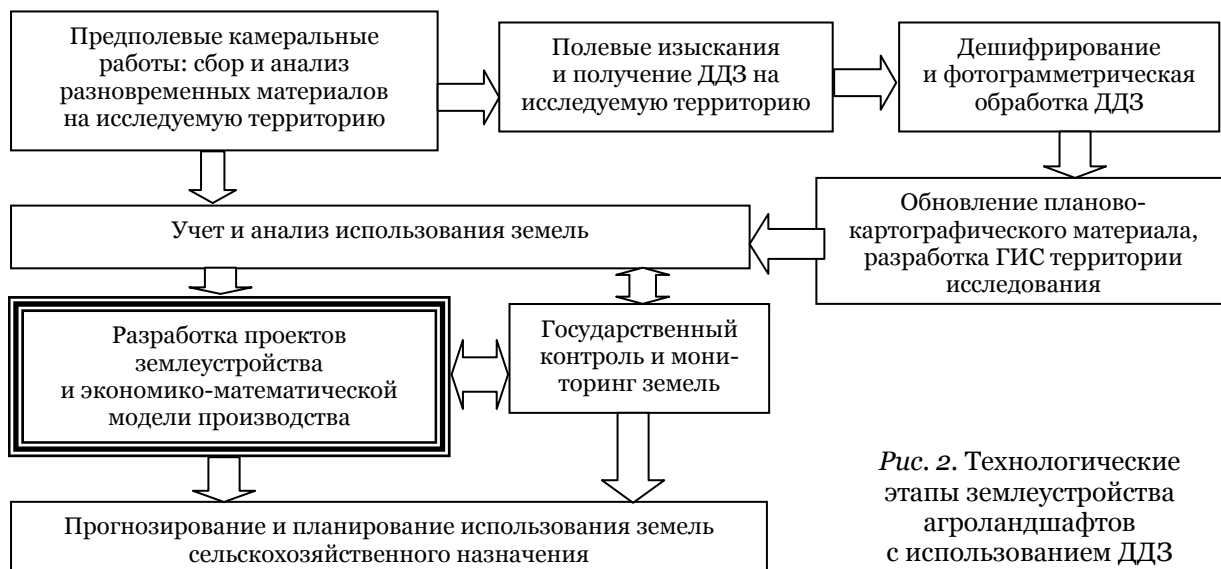 Предполевые камеральные
работы: сбор и анализ
разновременных материалов
на исследуемую территорию
Полевые изыскания
и получение ДДЗ на
исследуемую территорию
Дешифрирование
и фотограмметрическая
обработка ДДЗ
Учет и анализ использования земель
Обновление планово-
картографического материала,
разработка ГИС территории
исследования
Разработка проектов
землеустройства
и экономико-математической
модели производства
Государственный
контроль и мони-
торинг земель
Прогнозирование и планирование использования земель
сельскохозяйственного назначения
Рис. 2. Технологические
этапы землеустройства
агроландшафтов
с использованием ДДЗ